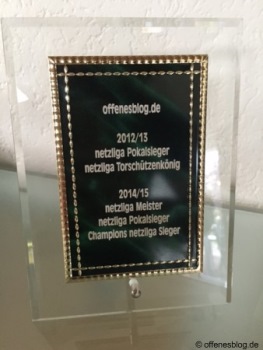 offenesblog.de
2012/13
netzliga Pokalsieger
netzliga Torschützenkönig
2014/15
netzliga Meister
netzliga Pokalsieger
Champions netzliga Sieger
© offenesblog.de